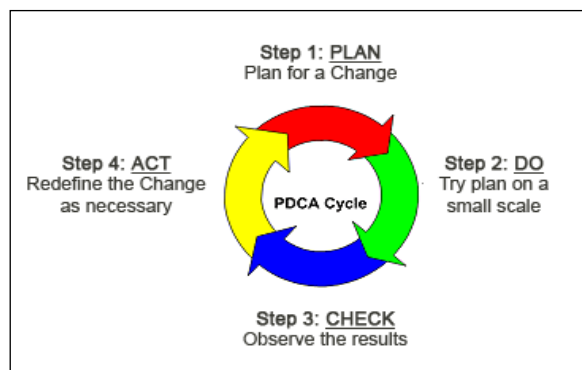 Step 1: PLAN
Plan for a Change
Step 4: ACT
Redefine the Change
as necessary
PDCA Cycle
Step 2: DO
Try plan on a
small scale
Step 3: CHECK
Observe the results